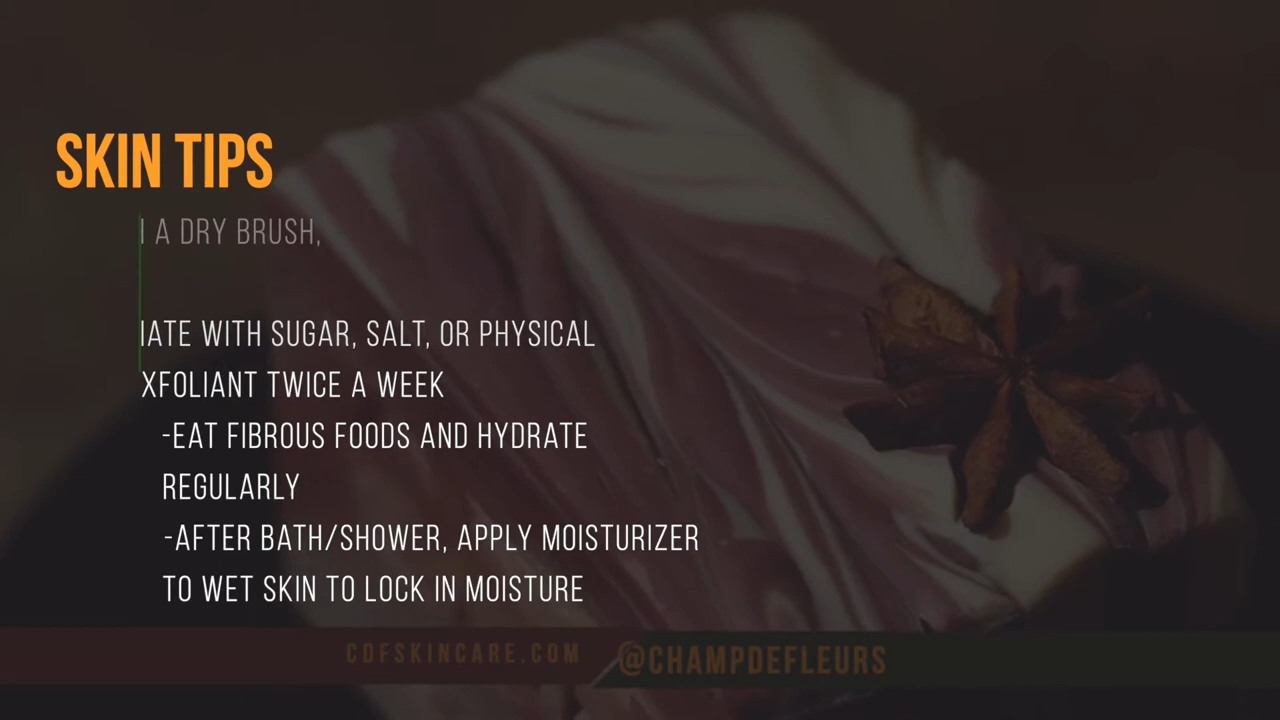 SKIN TIPS
A DRY BRUSH,
WITH SUGAR, SALT, OR PHYSICAL
XFOLIANT TWICE A WEEK
-EAT FIBROUS FOODS AND HYDRATE
REGULARLY
-AFTER BATH/SHOWER, APPLY MOISTURIZER
TO WET SKIN TO LOCK IN MOISTURE
CDFSKINCARE.COM
@CHAMPDEFLEURS